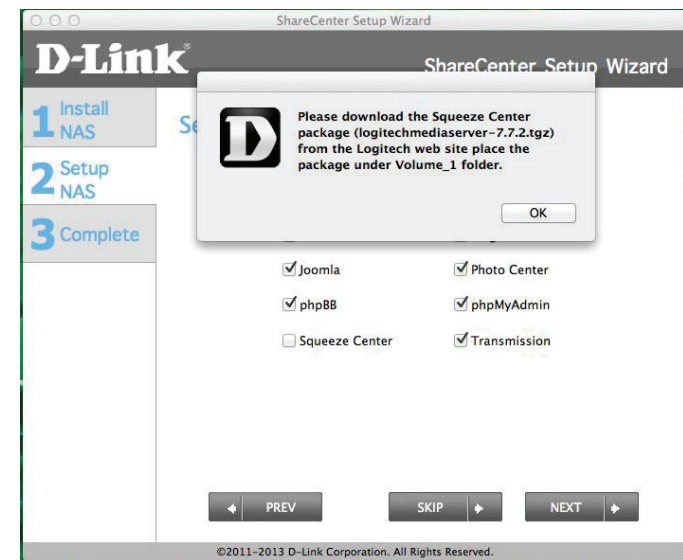 ShareCenter Setup Wizard
D-Link®
ShareCenter Setup Wizard
1 Install
NAS
2 Setup
NAS
3 Complete
Please download the Squeeze Center
package (logitechmediaserver-7.7.2.tgz)
from the Logitech web site place the
package under Volume_1 folder.
OK
Joomla
Photo Center
phpBB
phpMyAdmin
Squeeze Center
Transmission
PREV
SKIP
NEXT
©2011-2013 D-Link Corporation. All Rights Reserved.